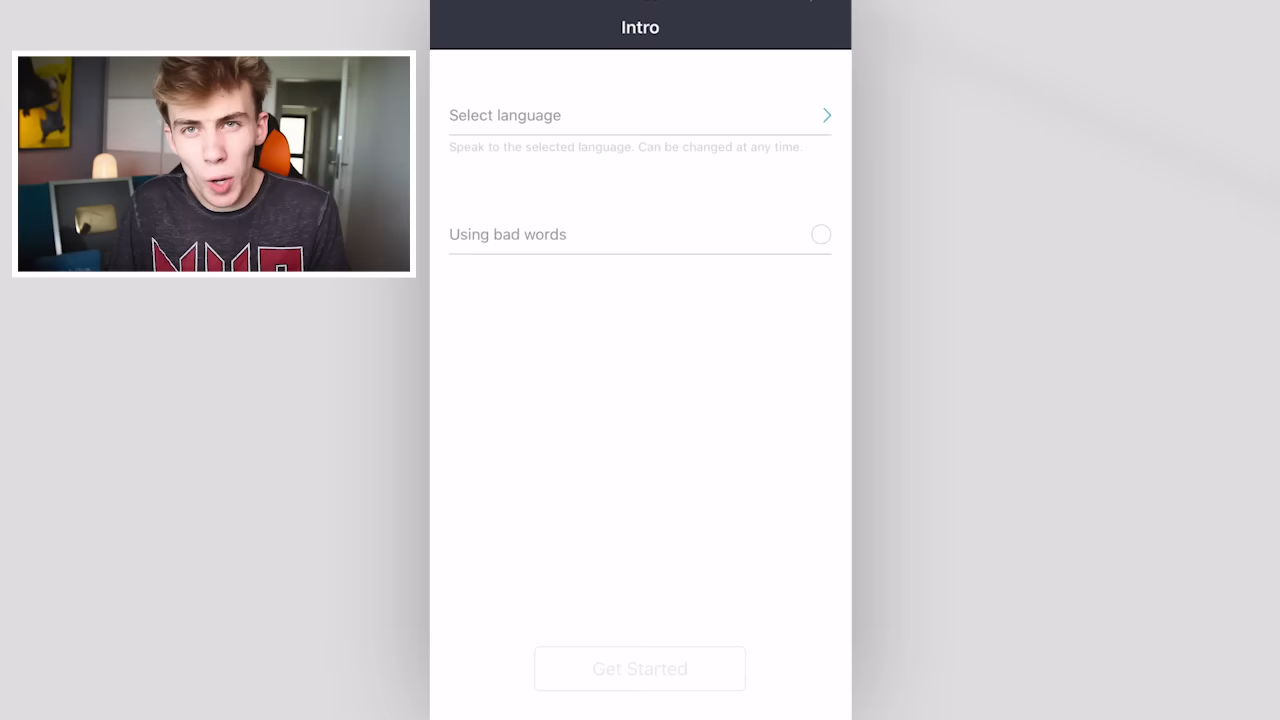 Intro
Select language
Speak to the selected language. Can be changed at any time.
Using bad words
Get Started